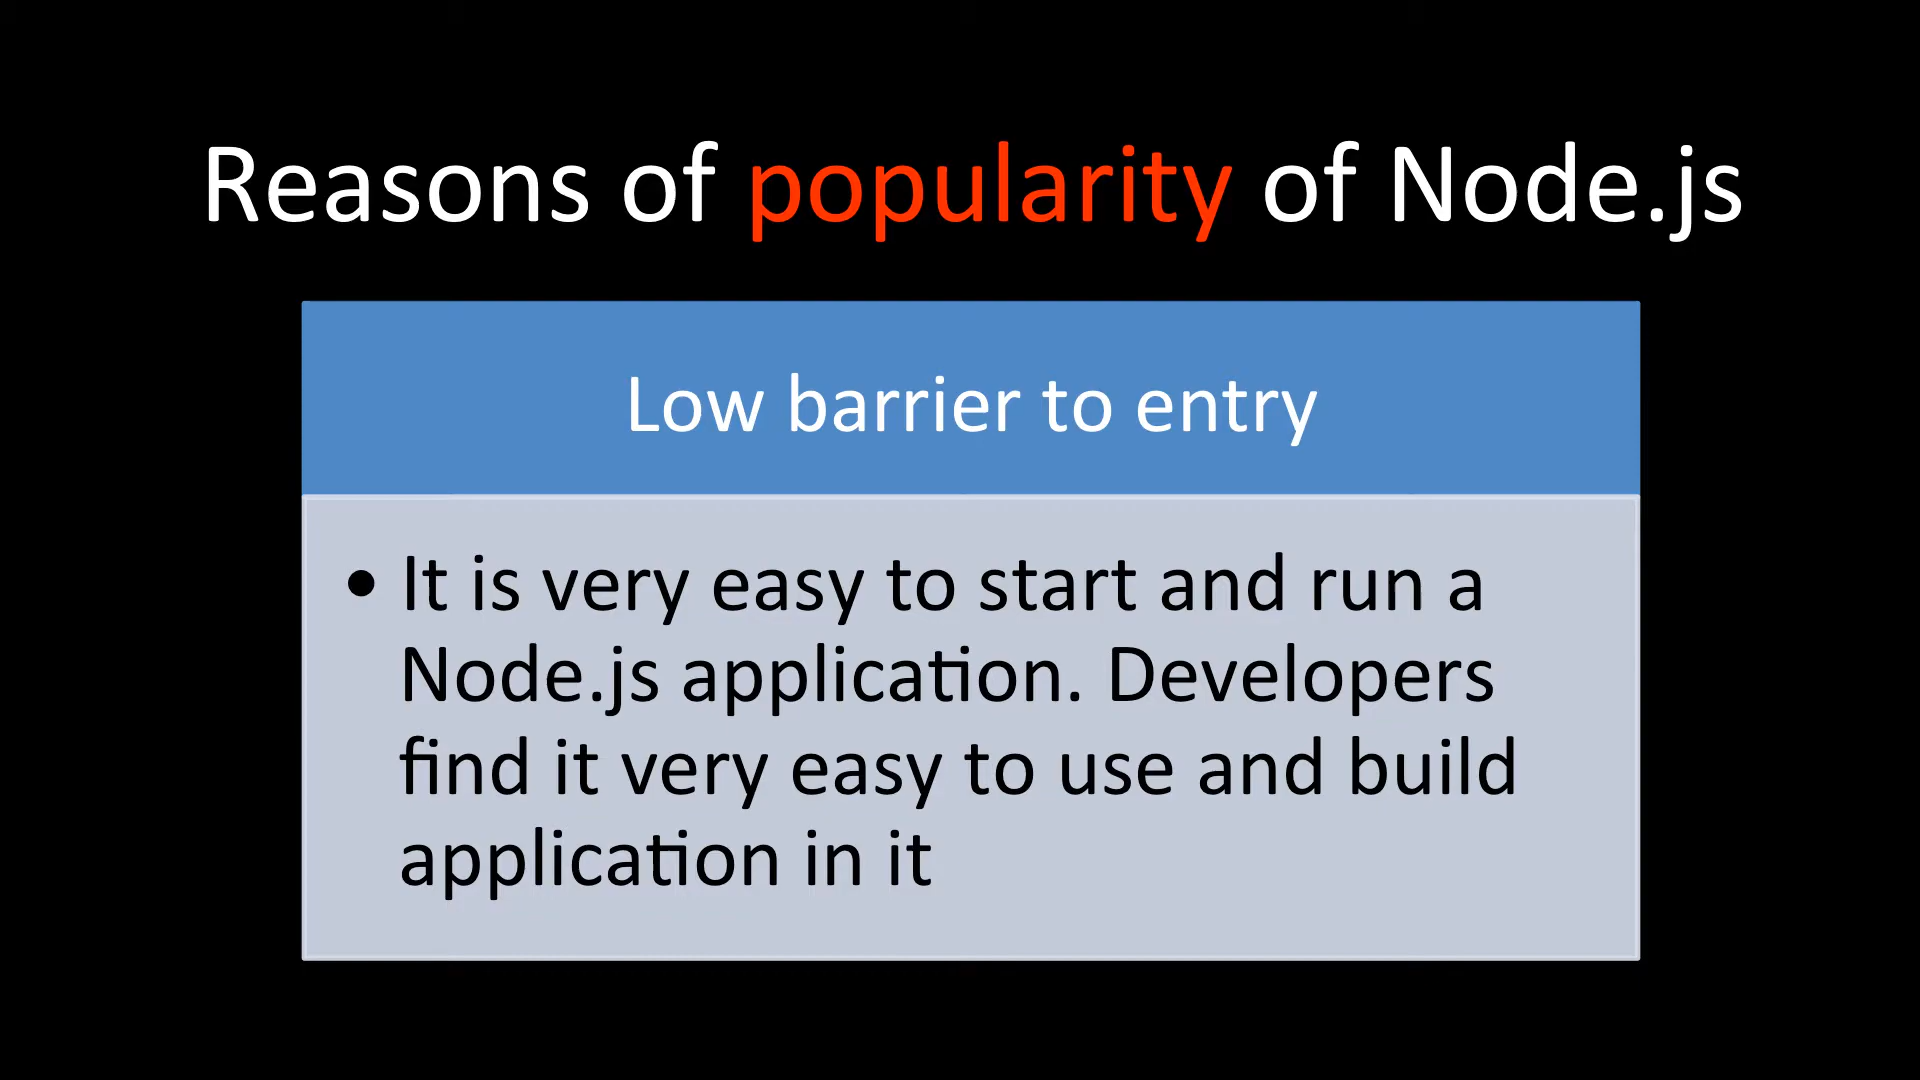 Reasons of popularity of Node.js
Low barrier to entry
• It is very easy to start and run a
Node.js application. Developers
find it very easy to use and build
application in it